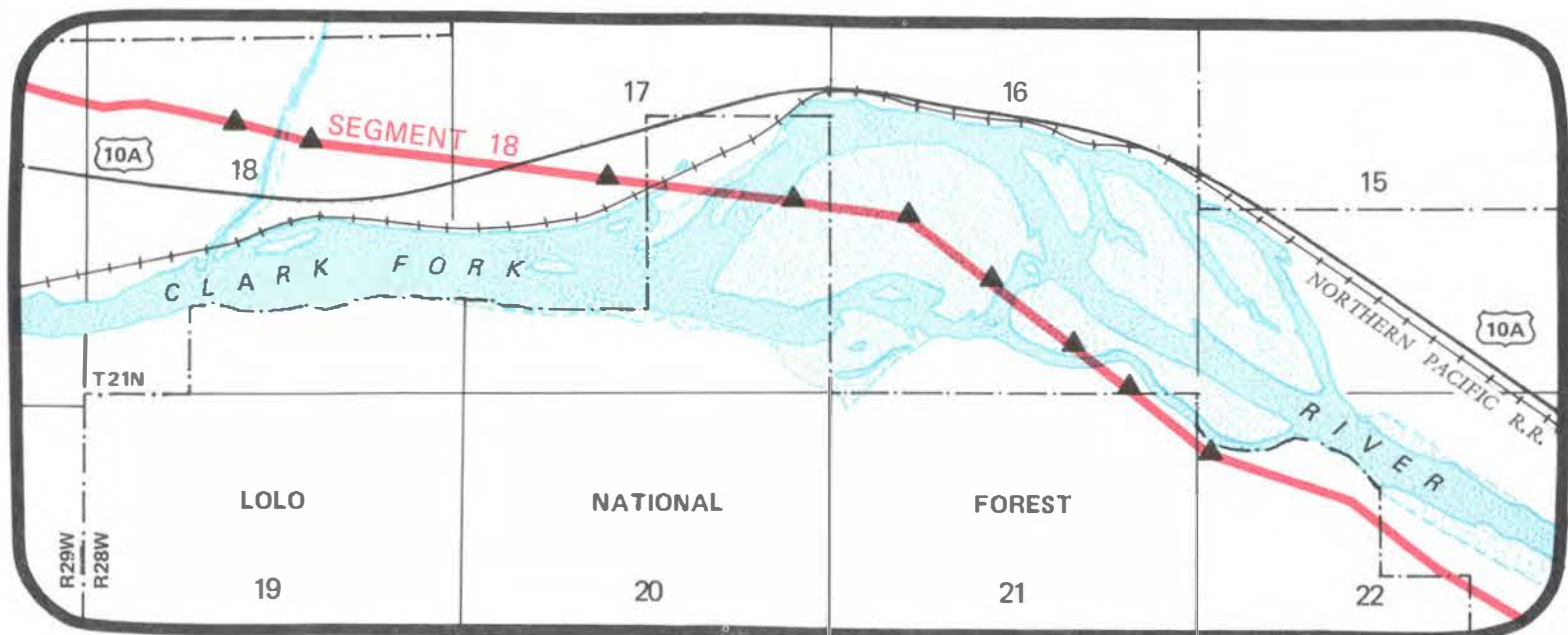 17
16
SEGMENT 18
10A
18
15
CLARK FORK
NORTHERN PACIFIC R.R.
10A
T21N
RIVER
LOLO NATIONAL FOREST
R29W
R28W
19
20
21
22